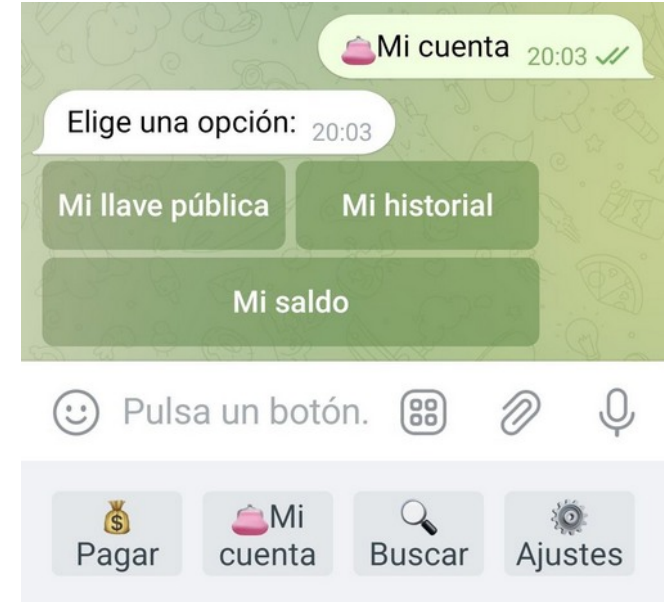 👛Mi cuenta 20:03
Elige una opción: 20:03
Mi llave pública
Mi historial
Mi saldo
Pulsa un botón.
Pagar
👛Mi
cuenta
Buscar
Ajustes